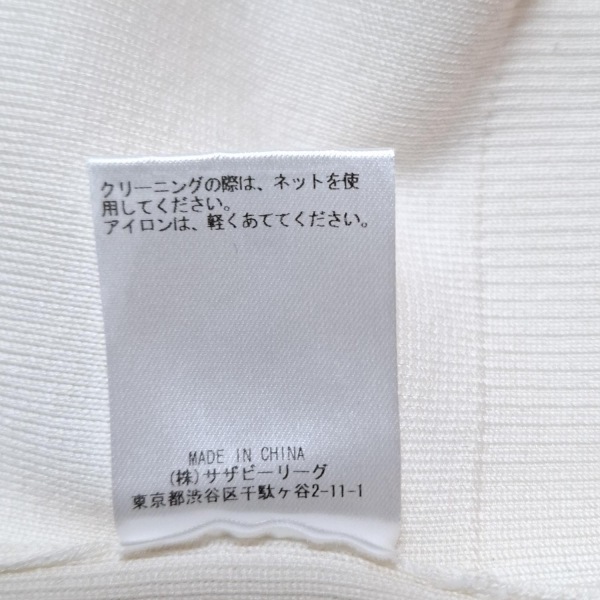 クリーニングの際は、ネットを使
用してください。
アイロンは、軽くあててください。
MADE IN CHINA
(株)サザビーリーグ
東京都渋谷区千駄ヶ谷2-11-1